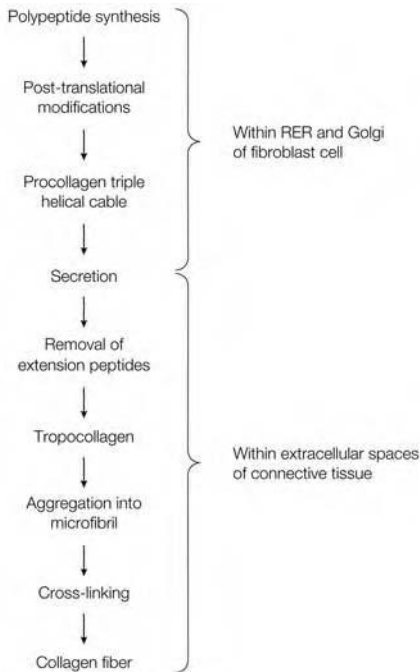 Polypeptide synthesis
Post-translational
modifications
Within RER and Golgi
of fibroblast cell
Procollagen triple
helical cable
Secretion
Removal of
extension peptides
Tropocollagen
Within extracellular spaces
of connective tissue
Aggregation into
microfibril
Cross-linking
Collagen fiber